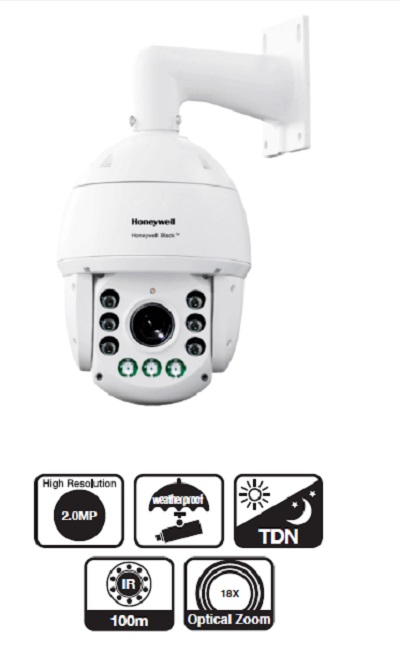 Honeywell
Honeywell Black™
High Resolution
2.0MP
weatherproof
TDN
IR
100m
18X
Optical Zoom